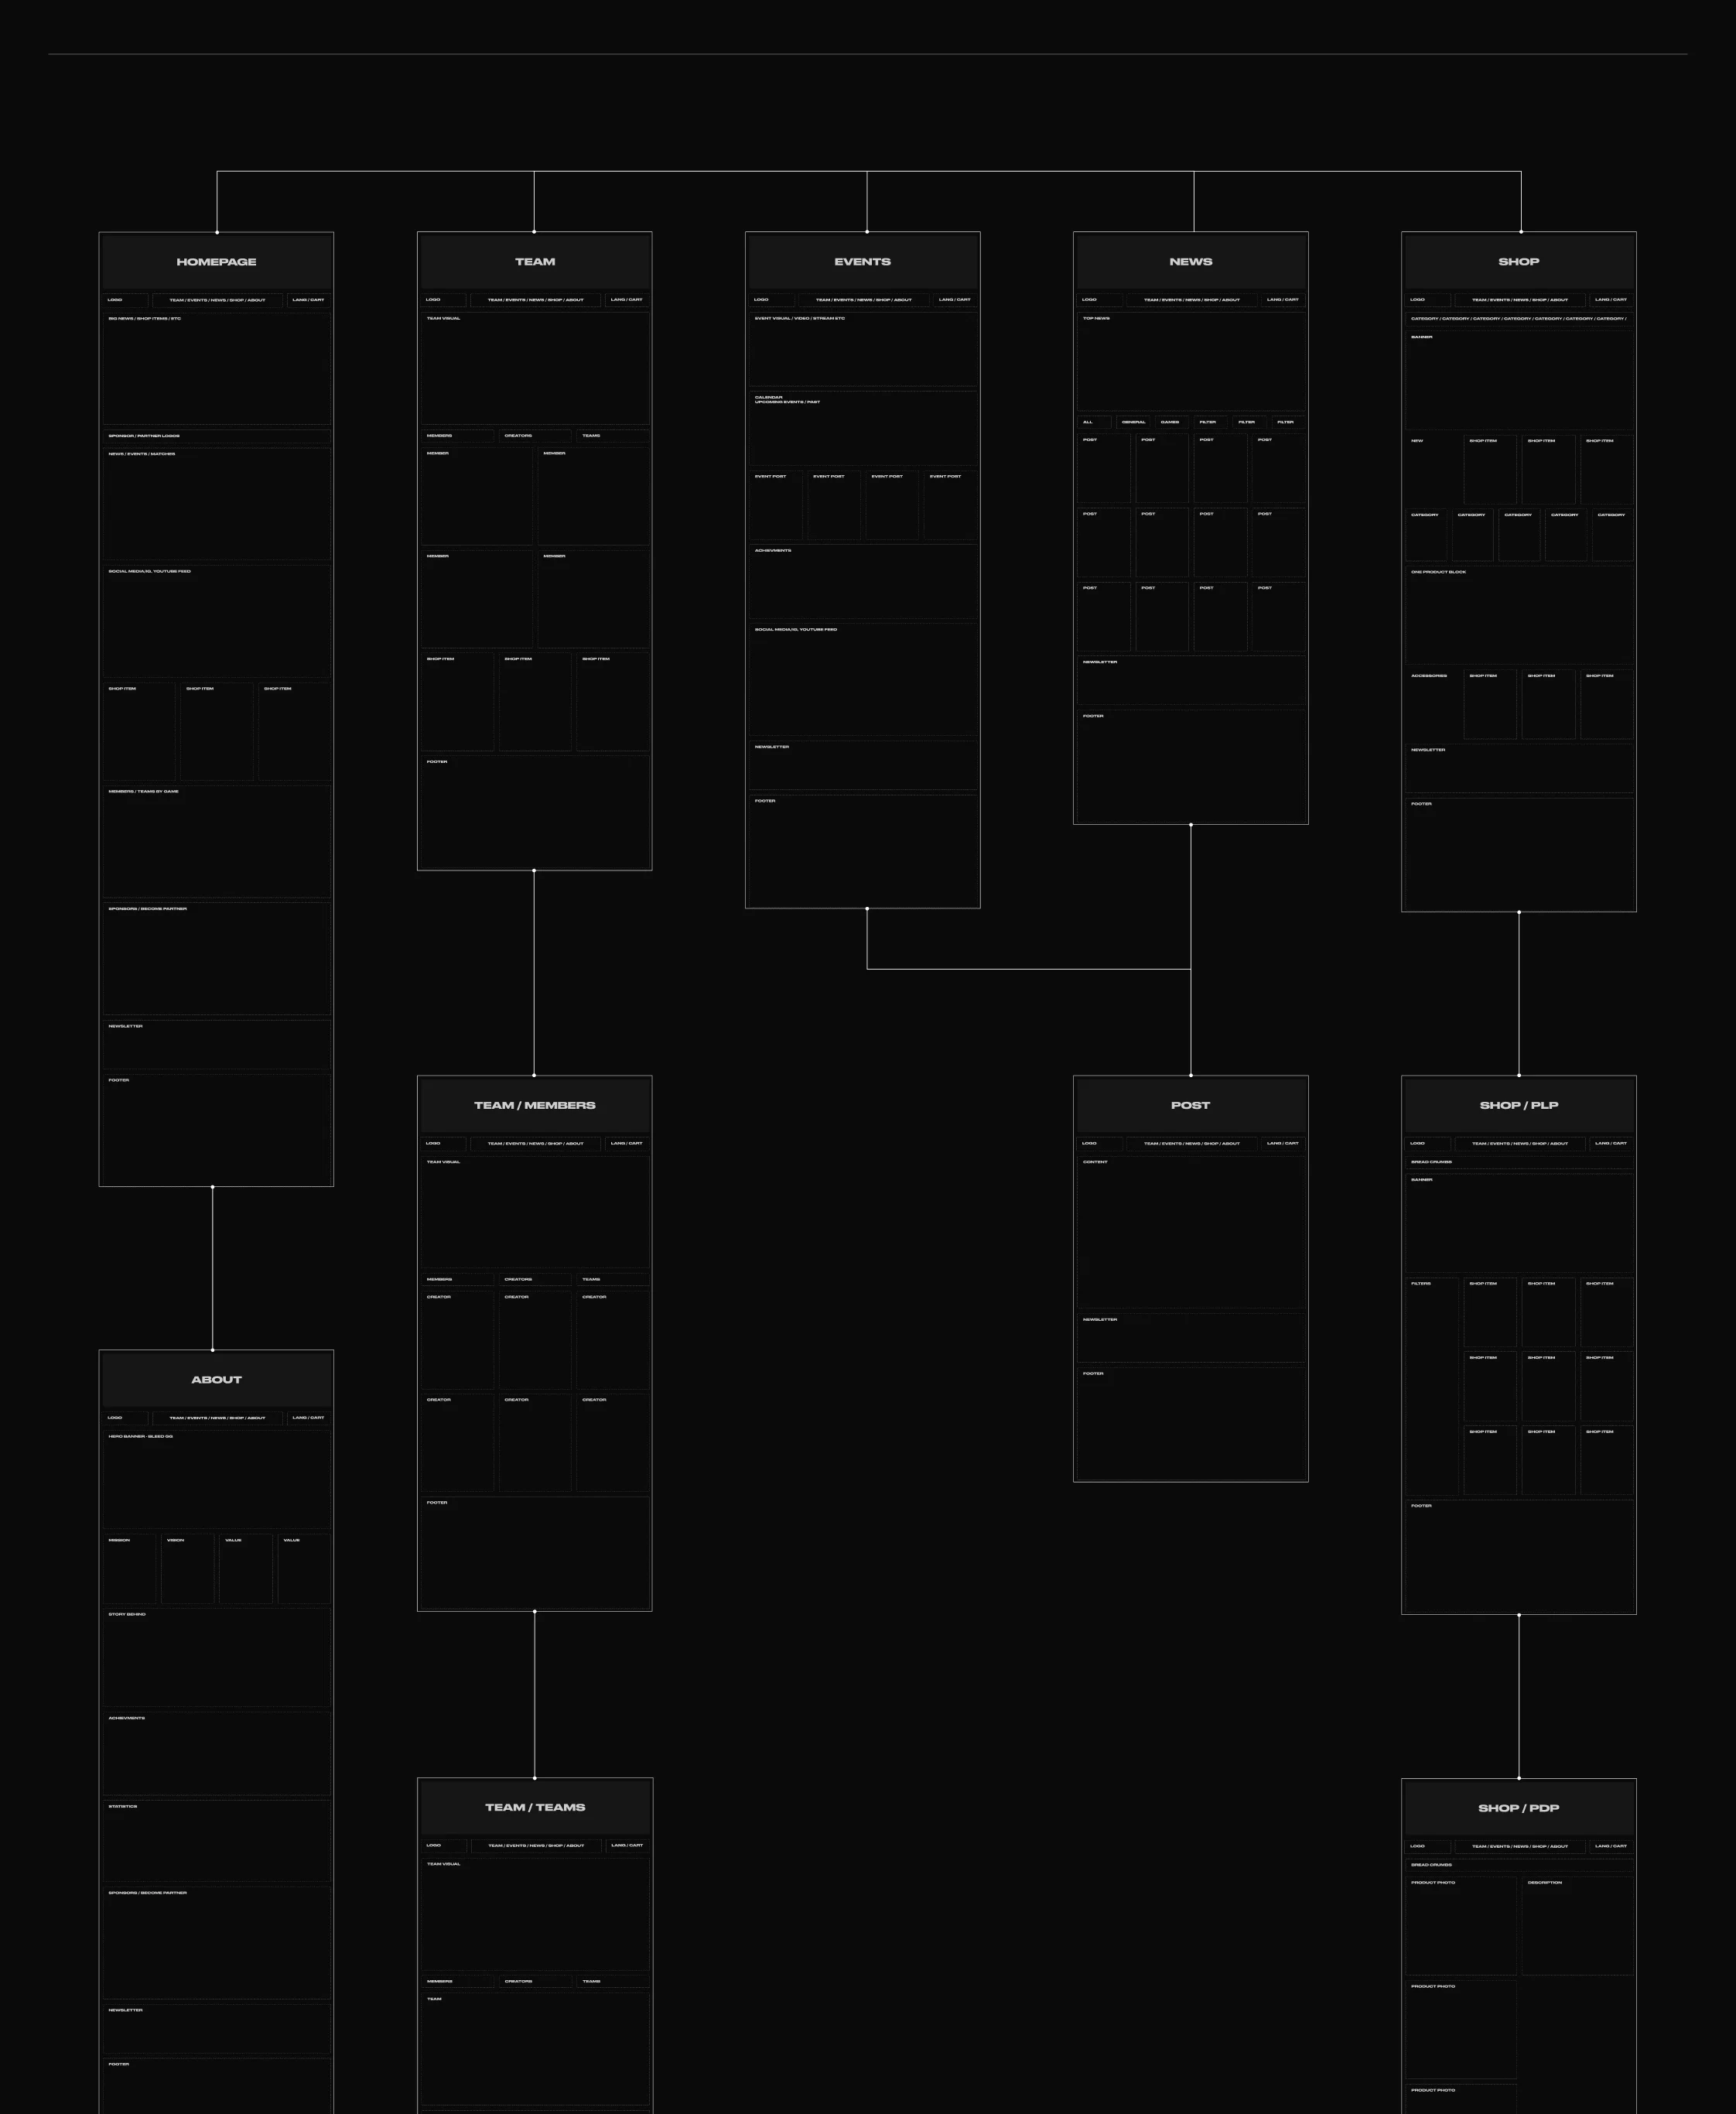 HOMEPAGE
LOGO
TEAM / EVENTS / NEWS / SHOP / ABOUT
LANG / CART
BIG NEWS / SHOP ITEMS / ETC
SPONSOR / PARTNER LOGOS
NEWS / EVENTS / MATCHES
SOCIAL MEDIA.IG, YOUTUBE FEED
SHOP ITEM
SHOP ITEM
SHOP ITEM
MEMBERS / TEAMS BY GAME
SPONSORS / BECOME PARTNER
NEWSLETTER
FOOTER
ABOUT
LOGO
TEAM / EVENTS / NEWS / SHOP / ABOUT
LANG / CART
HERO BANNER - BLEED GG
MISSION
VISION
VALUE
VALUE
STORY BEHIND
ACHIEVMENTS
STATISTICS
SPONSORS / BECOME PARTNER
NEWSLETTER
FOOTER
TEAM
LOGO
TEAM / EVENTS / NEWS / SHOP / ABOUT
LANG / CART
TEAM VISUAL
MEMBERS
CREATORS
TEAMS
MEMBER
MEMBER
MEMBER
MEMBER
SHOP ITEM
SHOP ITEM
SHOP ITEM
FOOTER
TEAM / MEMBERS
LOGO
TEAM / EVENTS / NEWS / SHOP / ABOUT
LANG / CART
TEAM VISUAL
MEMBERS
CREATORS
TEAMS
CREATOR
CREATOR
CREATOR
CREATOR
CREATOR
CREATOR
FOOTER
TEAM / TEAMS
LOGO
TEAM / EVENTS / NEWS / SHOP / ABOUT
LANG / CART
TEAM VISUAL
MEMBERS
CREATORS
TEAMS
TEAM
EVENTS
LOGO
TEAM / EVENTS / NEWS / SHOP / ABOUT
LANG / CART
EVENT VISUAL / VIDEO / STREAM ETC
CALENDAR
UPCOMING EVENTS / PAST
EVENT POST
EVENT POST
EVENT POST
EVENT POST
ACHIEVMENTS
SOCIAL MEDIA.IG, YOUTUBE FEED
NEWSLETTER
FOOTER
NEWS
LOGO
TEAM / EVENTS / NEWS / SHOP / ABOUT
LANG / CART
TOP NEWS
ALL
GENERAL
GAMES
FILTER
FILTER
FILTER
POST
POST
POST
POST
POST
POST
POST
POST
POST
POST
POST
POST
NEWSLETTER
FOOTER
POST
LOGO
TEAM / EVENTS / NEWS / SHOP / ABOUT
LANG / CART
CONTENT
NEWSLETTER
FOOTER
SHOP
LOGO
TEAM / EVENTS / NEWS / SHOP / ABOUT
LANG / CART
CATEGORY / CATEGORY / CATEGORY / CATEGORY / CATEGORY / CATEGORY / CATEGORY /
BANNER
NEW
SHOP ITEM
SHOP ITEM
SHOP ITEM
CATEGORY
CATEGORY
CATEGORY
CATEGORY
CATEGORY
ONE PRODUCT BLOCK
ACCESSORIES
SHOP ITEM
SHOP ITEM
SHOP ITEM
NEWSLETTER
FOOTER
SHOP / PLP
LOGO
TEAM / EVENTS / NEWS / SHOP / ABOUT
LANG / CART
BREAD CRUMBS
BANNER
FILTERS
SHOP ITEM
SHOP ITEM
SHOP ITEM
SHOP ITEM
SHOP ITEM
SHOP ITEM
SHOP ITEM
SHOP ITEM
SHOP ITEM
FOOTER
SHOP / PDP
LOGO
TEAM / EVENTS / NEWS / SHOP / ABOUT
LANG / CART
BREAD CRUMBS
PRODUCT PHOTO
DESCRIPTION
PRODUCT PHOTO
PRODUCT PHOTO